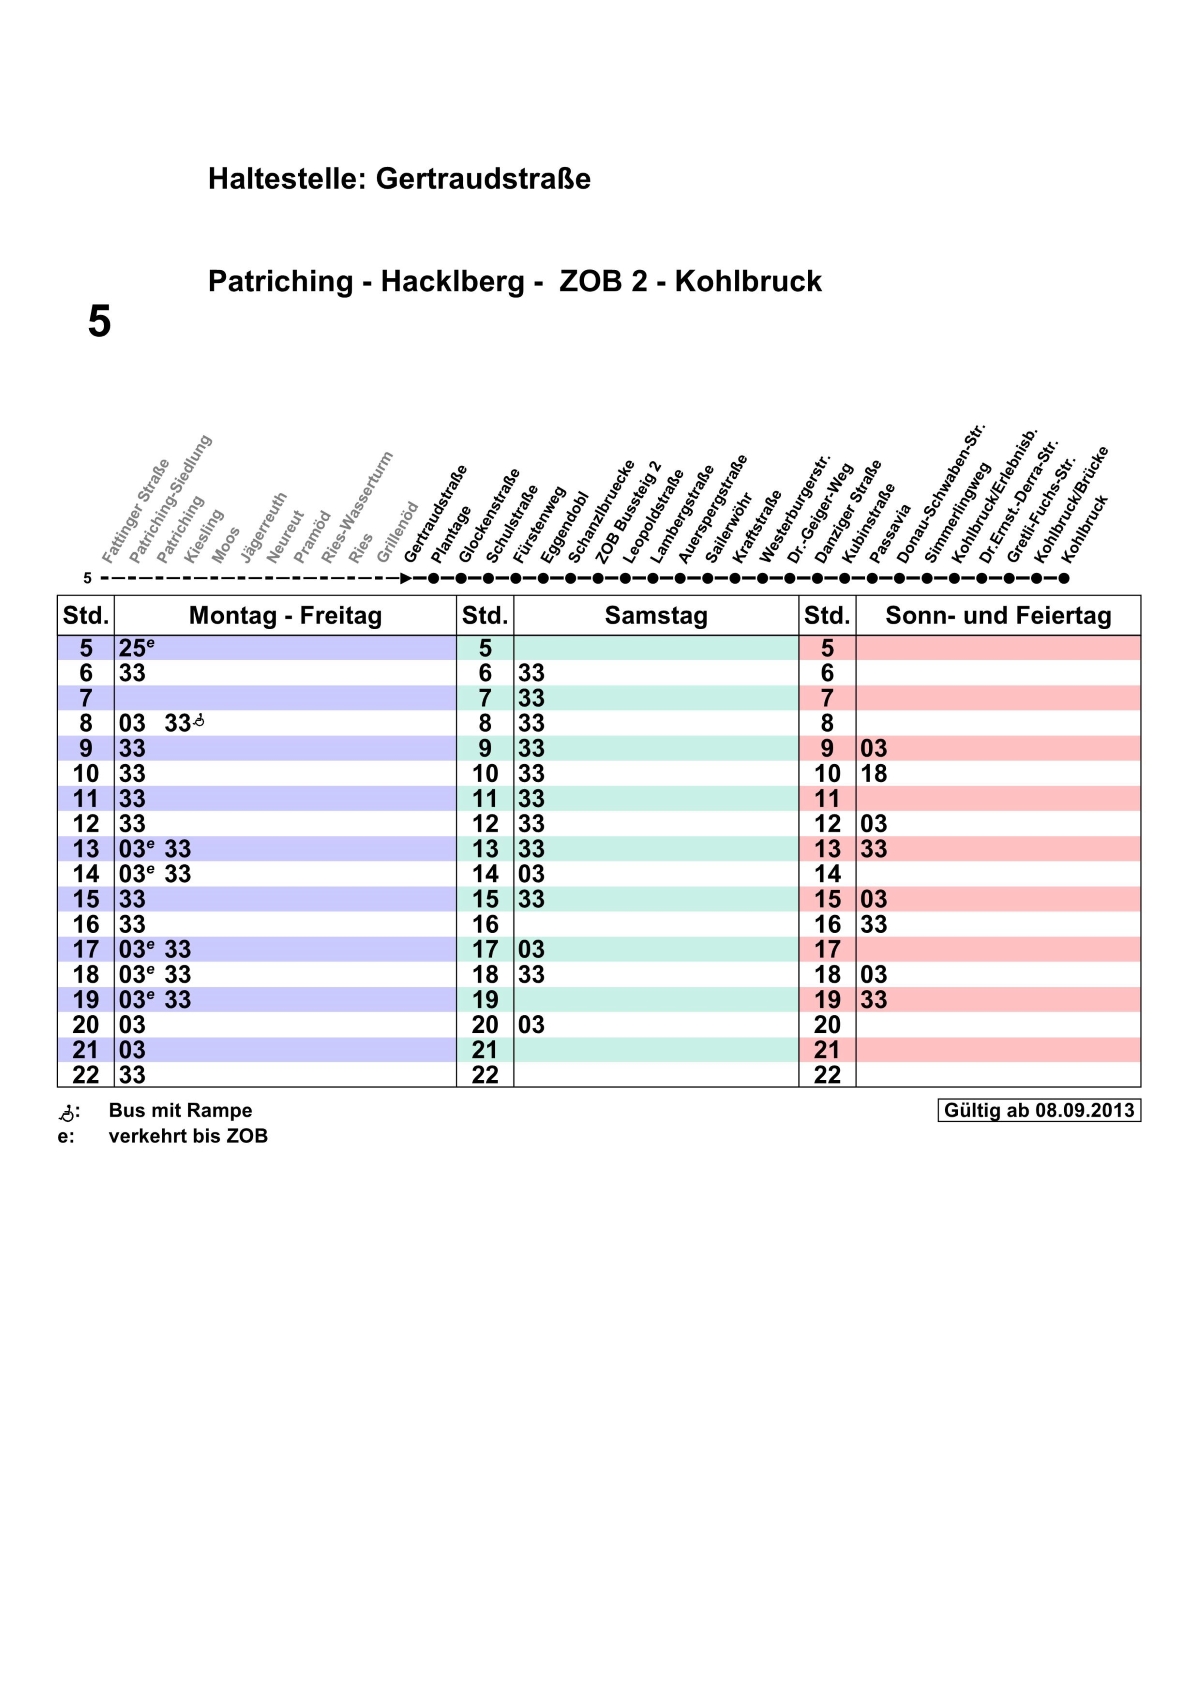 Haltestelle: Gertraudstraße
Patriching - Hacklberg - ZOB 2 - Kohlbruck
5
Fattinger Straße
Patriching-Siedlung
Patriching
Kiesling
Moos
Jägerreuth
Neureut
Pramöd
Ries-Wasserturm
Ries
Grillenöd
Gertraudstraße
Plantage
Glockenstraße
Schulstraße
Fürstenweg
Eggendobl
Schanzlbruecke
ZOB Bussteig 2
Leopoldstraße
Lambergstraße
Auerspergstraße
Sailerwöhr
Kraftstraße
Westerburgerstr.
Dr.-Geiger-Weg
Danziger Straße
Kubinstraße
Passavia
Donau-Schwaben-Str.
Simmerlingweg
Kohlbruck/Erlebnisb.
Dr.Ernst.-Derra-Str.
Gretli-Fuchs-Str.
Kohlbruck/Brücke
Kohlbruck
5
Std. Montag - Freitag Std. Samstag Std. Sonn- und Feiertag
5 25e 5 5
6 33 6 33 6
7 7 33 7
8 03 33 8 33 8
9 33 9 33 9 03
10 33 10 33 10 18
11 33 11 33 11
12 33 12 33 12 03
13 03e 33 13 33 13 33
14 03e 33 14 03 14
15 33 15 33 15 03
16 33 16 16 33
17 03e 33 17 03 17
18 03e 33 18 33 18 03
19 03e 33 19 19 33
20 03 20 03 20
21 03 21 21
22 33 22 22
: Bus mit Rampe Gültig ab 08.09.2013
e: verkehrt bis ZOB